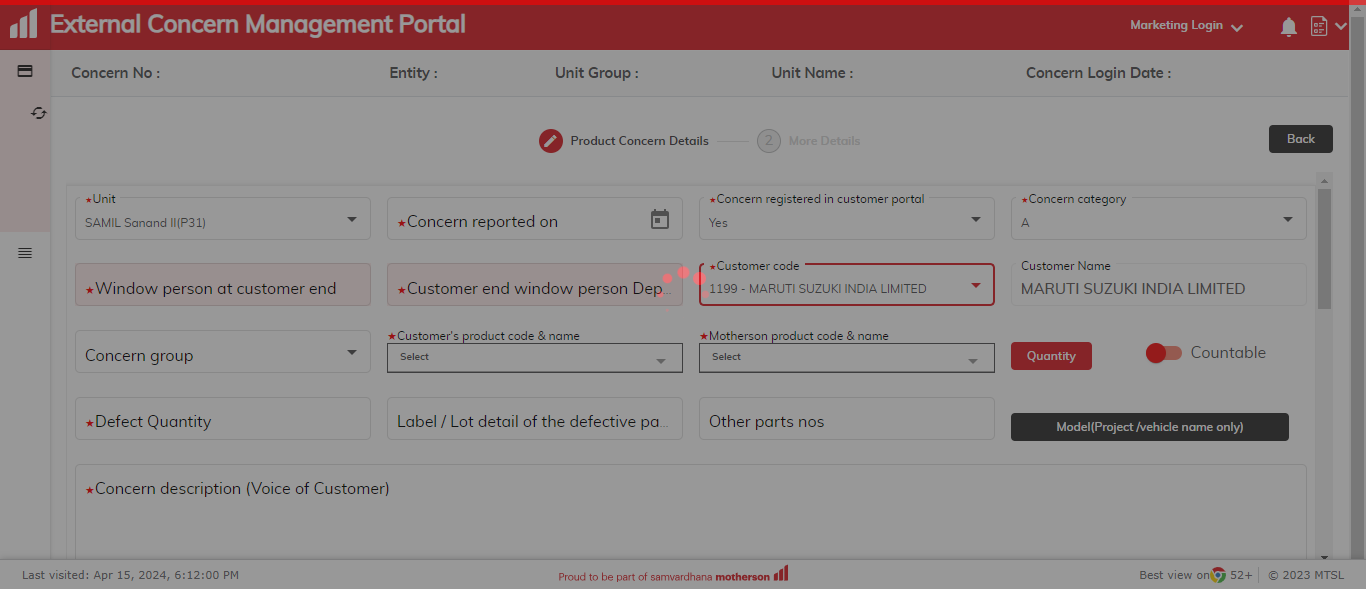 External Concern Management Portal
Marketing Login
Concern No :
Entity :
Unit Group :
Unit Name :
Concern Login Date :
Product Concern Details
2
More Details
Back
★Unit
SAMIL Sanand II(P31)
★Concern reported on
★Concern registered in customer portal
Yes
★Concern category
A
★Window person at customer end
★Customer end window person Dep...
★Customer code
1199 - MARUTI SUZUKI INDIA LIMITED
Customer Name
MARUTI SUZUKI INDIA LIMITED
Concern group
★Customer's product code & name
Select
★Motherson product code & name
Select
Quantity
Countable
★Defect Quantity
Label / Lot detail of the defective pa...
Other parts nos
Model(Project /vehicle name only)
★Concern description (Voice of Customer)
Last visited: Apr 15, 2024, 6:12:00 PM
Proud to be part of samvardhana motherson
Best view on 52+
© 2023 MTSL